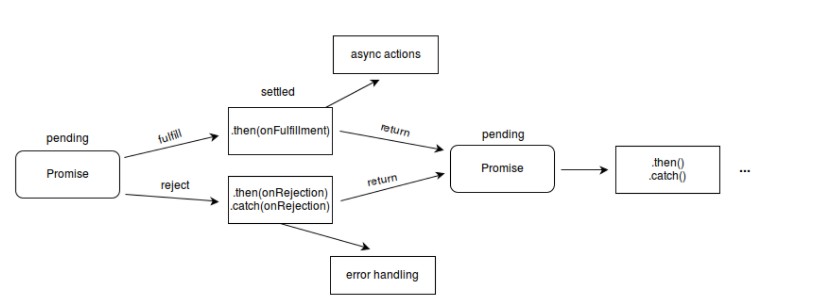 async actions
settled
.then(onFulfillment)
fulfill
return
pending
pending
Promise
Promise
.then()
.catch()
...
reject
return
.then(onRejection)
.catch(onRejection)
error handling